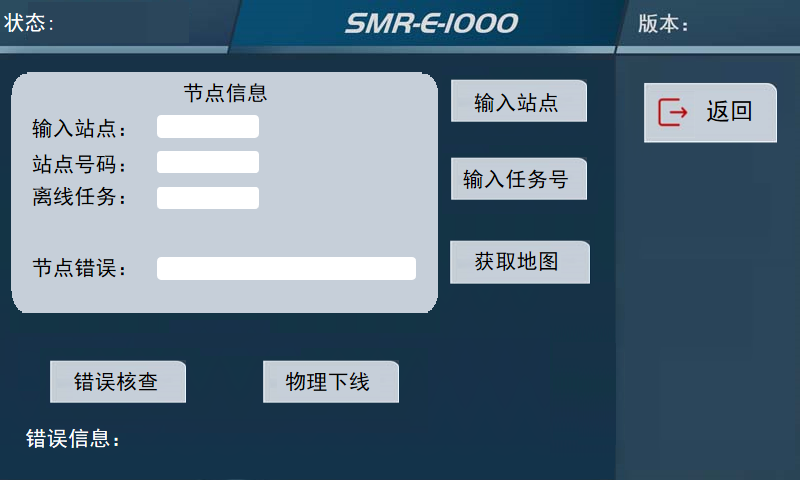 状态:
SMR-E-1000
版本:
节点信息
输入站点:
站点号码:
离线任务:
节点错误:
输入站点
输入任务号
获取地图
返回
错误核查
物理下线
错误信息: